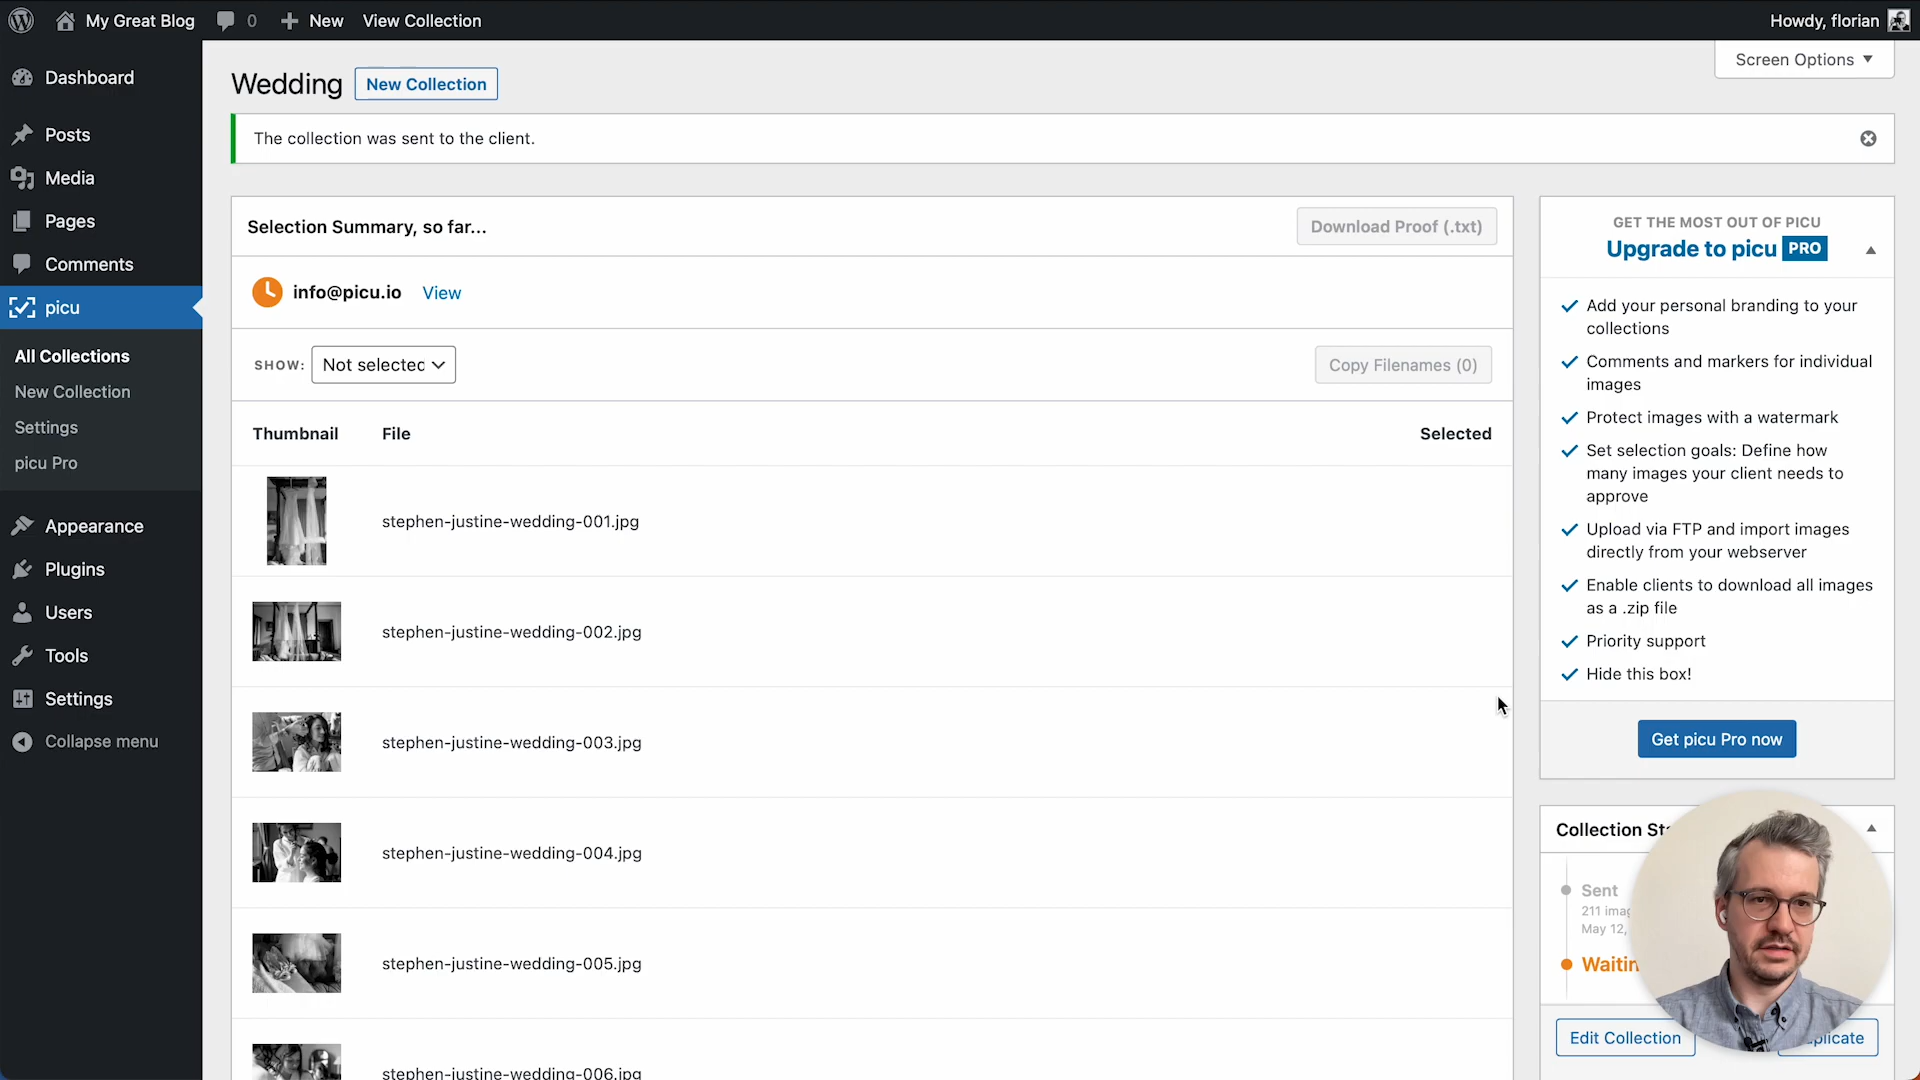 My Great Blog
0
New
View Collection
Howdy, florian
Screen Options
Dashboard
Posts
Media
Pages
Comments
picu
All Collections
New Collection
Settings
picu Pro
Appearance
Plugins
Users
Tools
Settings
Collapse menu
Wedding
New Collection
The collection was sent to the client.
Selection Summary, so far...
Download Proof (.txt)
info@picu.io
View
SHOW:
Not selected
Copy Filenames (0)
Thumbnail
File
Selected
stephen-justine-wedding-001.jpg
stephen-justine-wedding-002.jpg
stephen-justine-wedding-003.jpg
stephen-justine-wedding-004.jpg
stephen-justine-wedding-005.jpg
stephen-justine-wedding-006.jpg
GET THE MOST OUT OF PICU
Upgrade to picu PRO
Add your personal branding to your
collections
Comments and markers for individual
images
Protect images with a watermark
Set selection goals: Define how
many images your client needs to
approve
Upload via FTP and import images
directly from your webserver
Enable clients to download all images
as a .zip file
Priority support
Hide this box!
Get picu Pro now
Collection
Sent
211
May 12,
Edit Collection